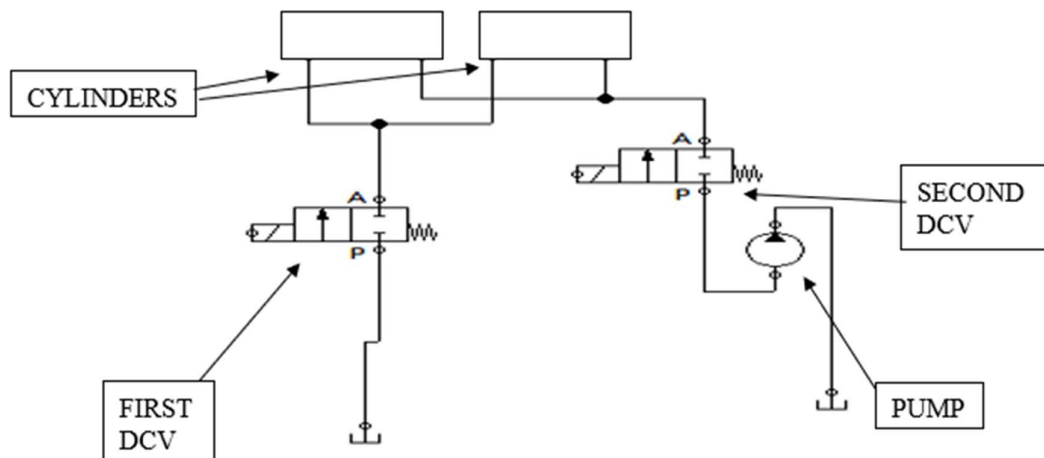 CYLINDERS
A
P
SECOND
DCV
A
P
FIRST
DCV
PUMP